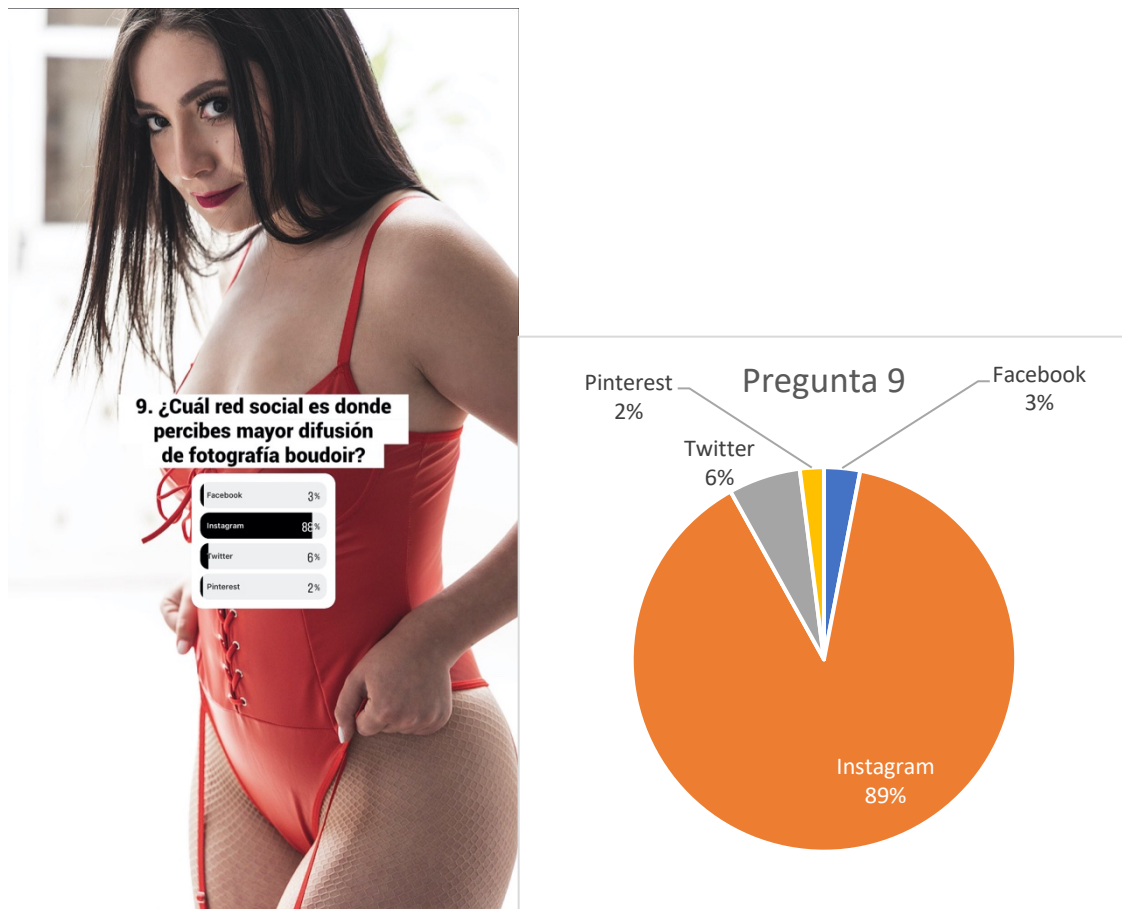 9. ¿Cuál red social es donde
percibes mayor difusión
de fotografía boudoir?
Facebook 3%
Instagram 88%
Twitter 6%
Pinterest 2%
Pregunta 9
Pinterest
2%
Facebook
3%
Twitter
6%
Instagram
89%